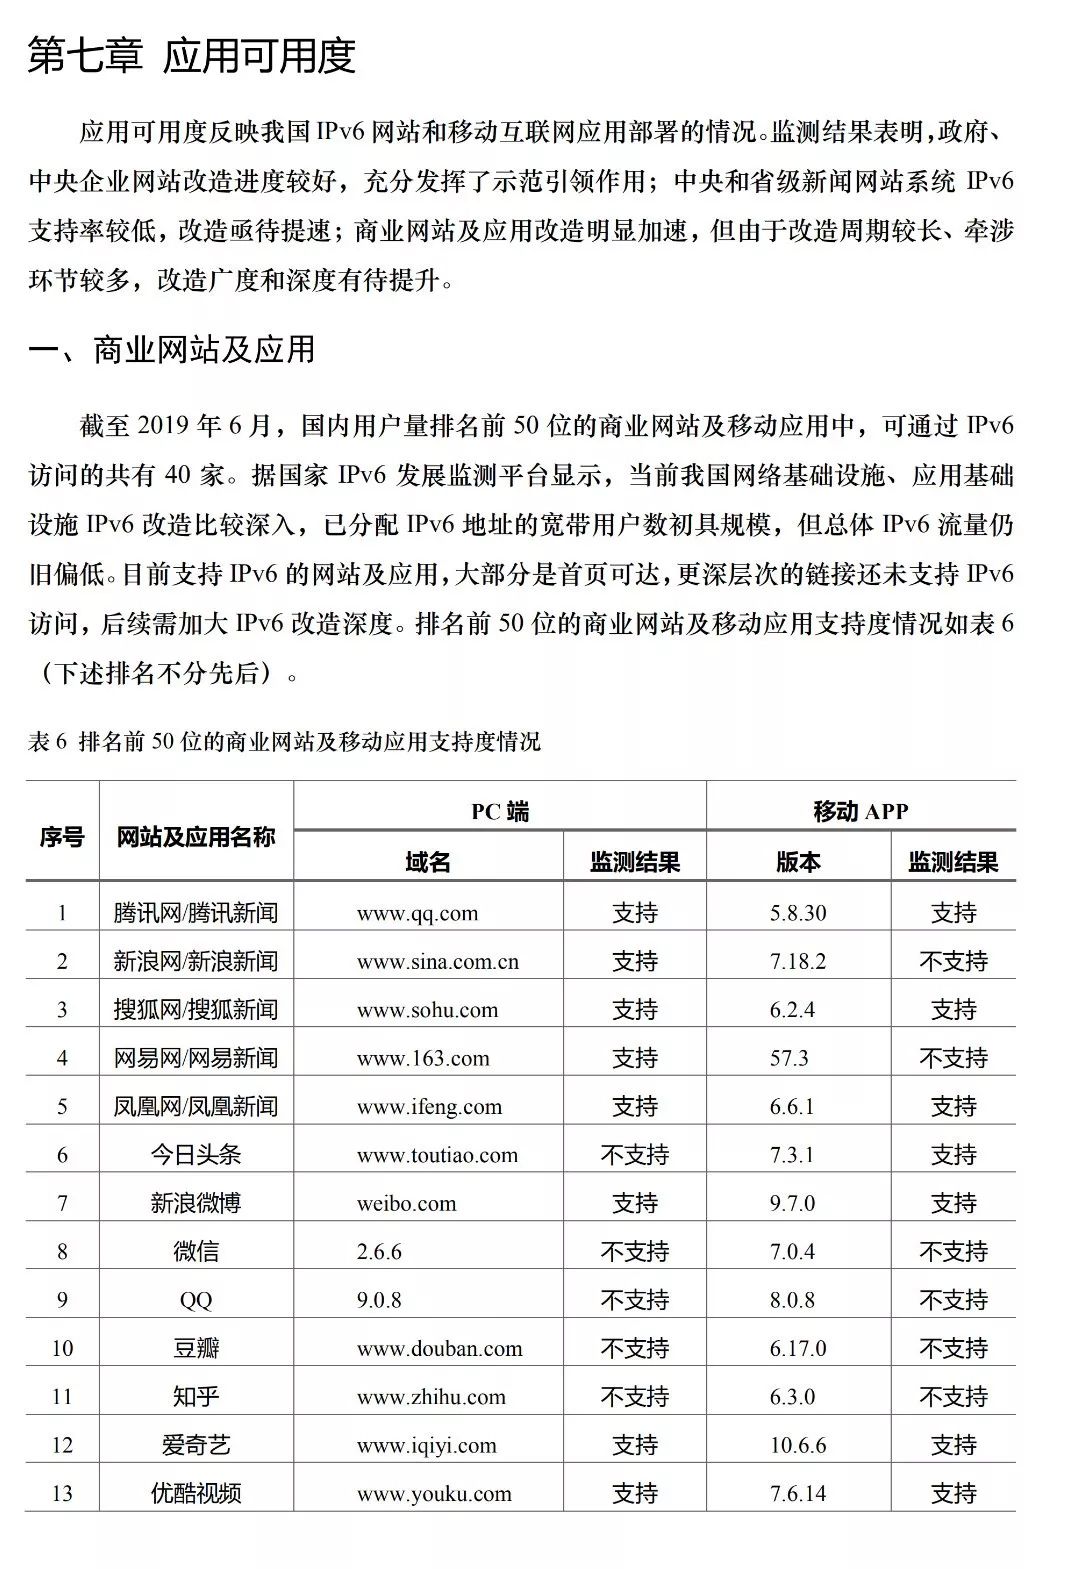 第七章 应用可用度
应用可用度反映我国 IPv6 网站和移动互联网应用部署的情况。监测结果表明，政府、
中央企业网站改造进度较好，充分发挥了示范引领作用；中央和省级新闻网站系统 IPv6
支持率较低，改造亟待提速；商业网站及应用改造明显加速，但由于改造周期较长、牵涉
环节较多，改造广度和深度有待提升。
一、商业网站及应用
截至 2019 年 6 月，国内用户量排名前 50 位的商业网站及移动应用中，可通过 IPv6
访问的共有 40 家。据国家 IPv6 发展监测平台显示，当前我国网络基础设施、应用基础
设施 IPv6 改造比较深入，已分配 IPv6 地址的宽带用户数初具规模，但总体 IPv6 流量仍
旧偏低。目前支持 IPv6 的网站及应用，大部分是首页可达，更深层次的链接还未支持 IPv6
访问，后续需加大 IPv6 改造深度。排名前 50 位的商业网站及移动应用支持度情况如表 6
（下述排名不分先后）。
表 6 排名前 50 位的商业网站及移动应用支持度情况
序号 网站及应用名称 PC 端 移动 APP
域名 监测结果 版本 监测结果
1 腾讯网/腾讯新闻 www.qq.com 支持 5.8.30 支持
2 新浪网/新浪新闻 www.sina.com.cn 支持 7.18.2 不支持
3 搜狐网/搜狐新闻 www.sohu.com 支持 6.2.4 支持
4 网易网/网易新闻 www.163.com 支持 57.3 不支持
5 凤凰网/凤凰新闻 www.ifeng.com 支持 6.6.1 支持
6 今日头条 www.toutiao.com 不支持 7.3.1 支持
7 新浪微博 weibo.com 支持 9.7.0 支持
8 微信 2.6.6 不支持 7.0.4 不支持
9 QQ 9.0.8 不支持 8.0.8 不支持
10 豆瓣 www.douban.com 不支持 6.17.0 不支持
11 知乎 www.zhihu.com 不支持 6.3.0 不支持
12 爱奇艺 www.iqiyi.com 支持 10.6.6 支持
13 优酷视频 www.youku.com 支持 7.6.14 支持